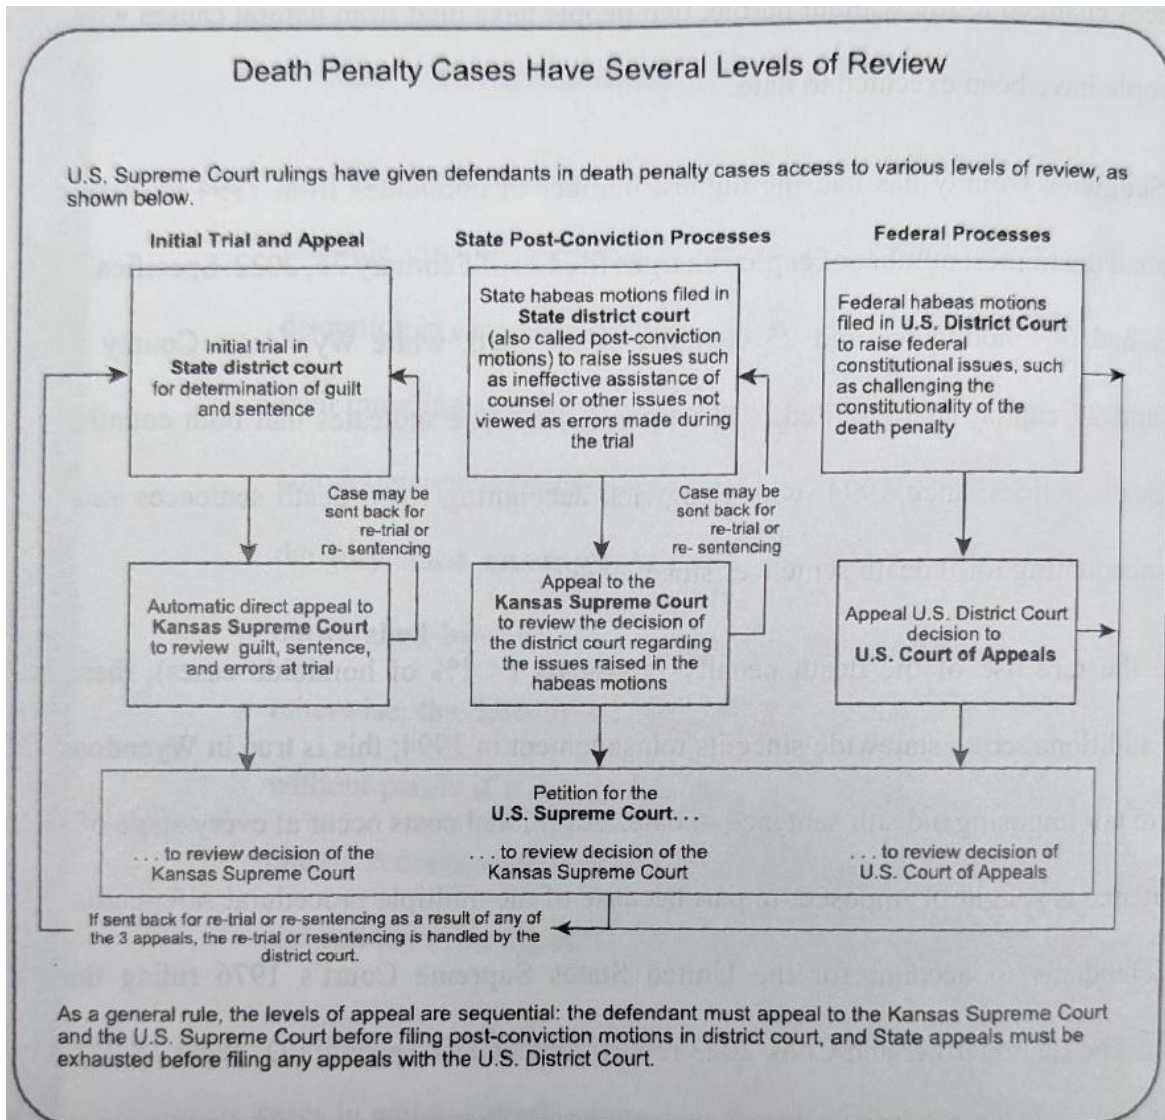 Death Penalty Cases Have Several Levels of Review
U.S. Supreme Court rulings have given defendants in death penalty cases access to various levels of review, as
shown below.
Initial Trial and Appeal
Initial trial in
State district court
for determination of guilt
and sentence
Case may be
sent back for
re-trial or
re- sentencing
Automatic direct appeal to
Kansas Supreme Court
to review guilt, sentence,
and errors at trial
State Post-Conviction Processes
State habeas motions filed in
State district court
(also called post-conviction
motions) to raise issues such
as ineffective assistance of
counsel or other issues not
viewed as errors made during
the trial
Case may be
sent back for
re-trial or
re- sentencing
Appeal to the
Kansas Supreme Court
to review the decision of
the district court regarding
the issues raised in the
habeas motions
Federal Processes
Federal habeas motions
filed in U.S. District Court
to raise federal
constitutional issues, such
as challenging the
constitutionality of the
death penalty
Appeal U.S. District Court
decision to
U.S. Court of Appeals
Petition for the
U.S. Supreme Court. . .
. . . to review decision of the
Kansas Supreme Court
. . . to review decision of the
Kansas Supreme Court
. . . to review decision of
U.S. Court of Appeals
If sent back for re-trial or re-sentencing as a result of any of
the 3 appeals, the re-trial or resentencing is handled by the
district court.
As a general rule, the levels of appeal are sequential: the defendant must appeal to the Kansas Supreme Court
and the U.S. Supreme Court before filing post-conviction motions in district court, and State appeals must be
exhausted before filing any appeals with the U.S. District Court.